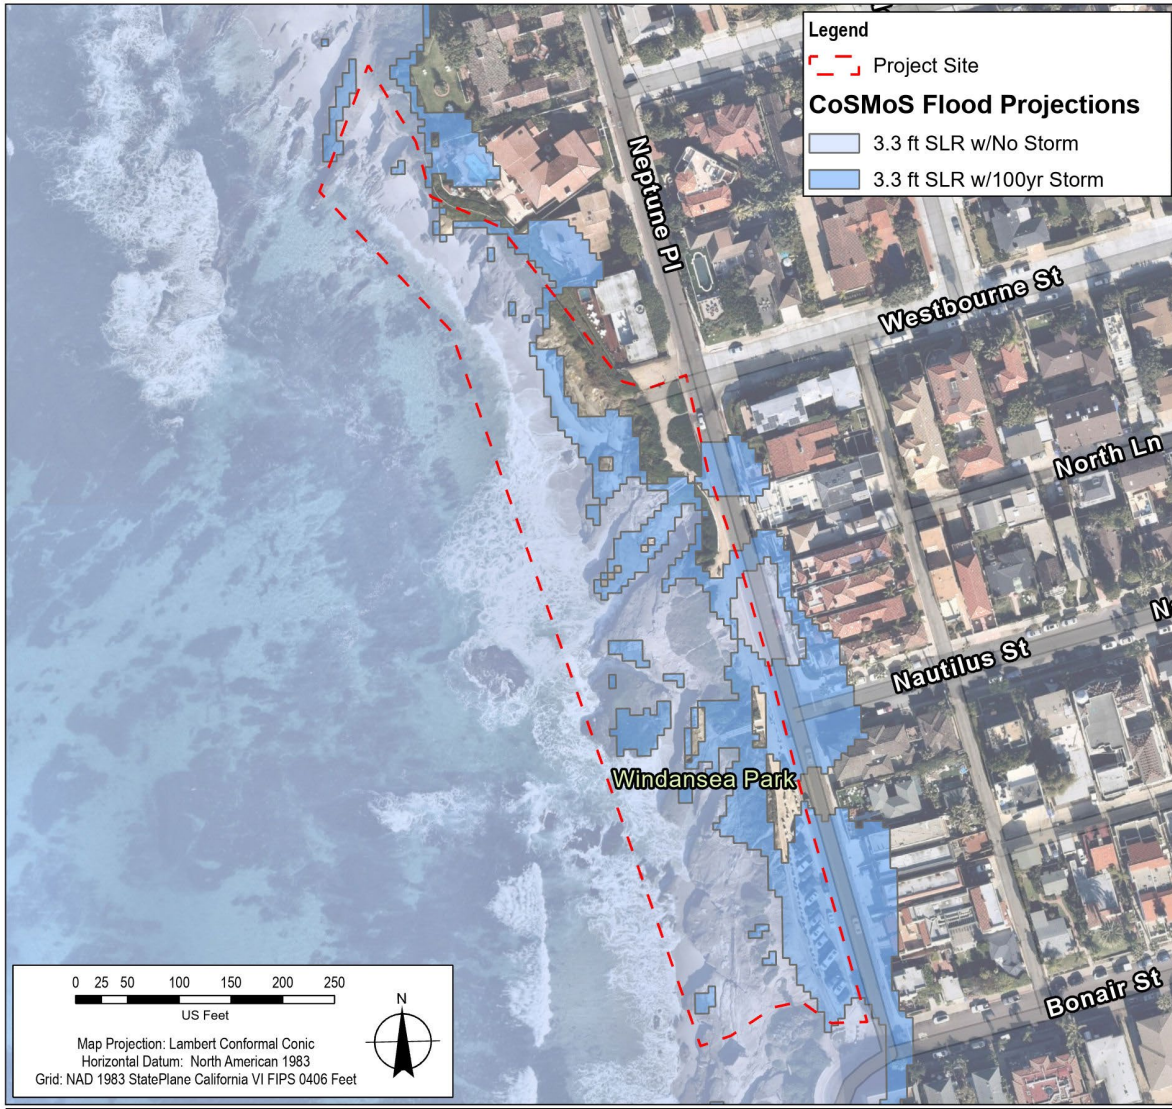 Legend
Project Site
CoSMoS Flood Projections
3.3 ft SLR w/No Storm
3.3 ft SLR w/100yr Storm
Neptune Pl
Westbourne St
North Ln
Nautilus St
Windansea Park
Bonair St
0 25 50 100 150 200 250
US Feet
N
Map Projection: Lambert Conformal Conic
Horizontal Datum: North American 1983
Grid: NAD 1983 StatePlane California VI FIPS 0406 Feet